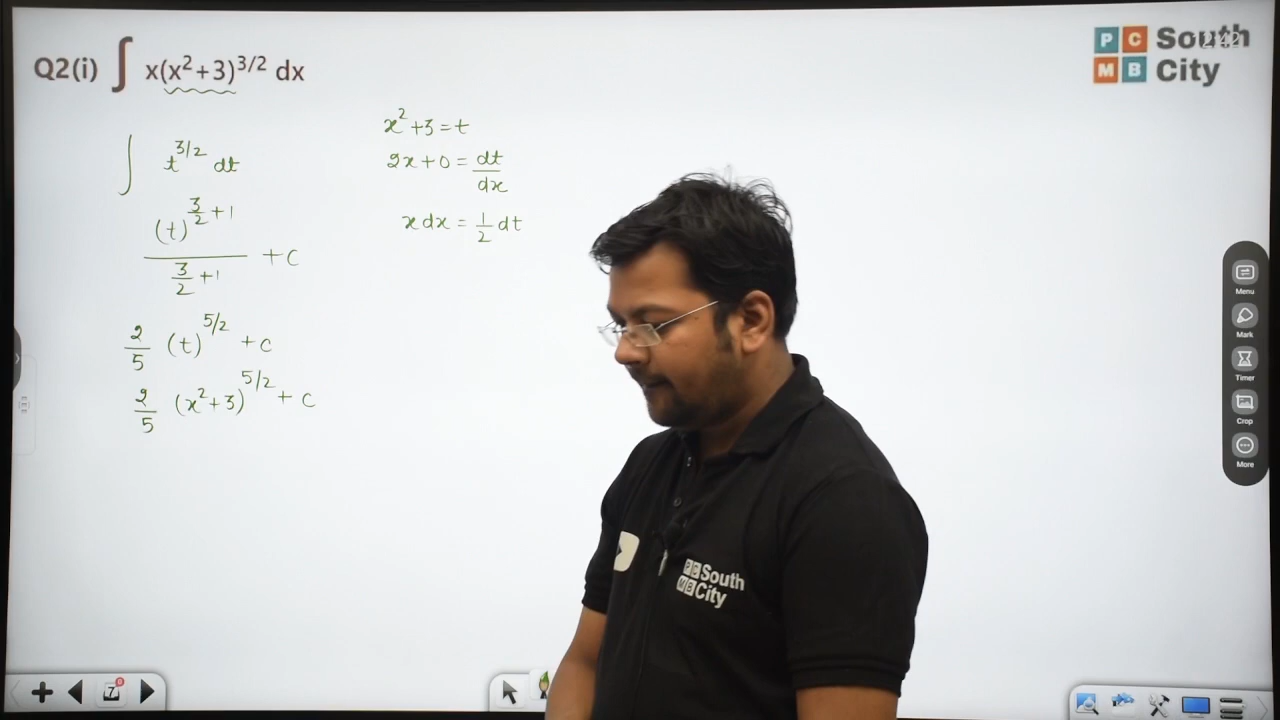 Q2(i) ∫ x(x²+3)^3/2 dx
∫ t^3/2 dt
(t)^(3/2 +1) / (3/2 +1) + c
2/5 (t)^5/2 + c
2/5 (x²+3)^5/2 + c
x² +3 = t
2x+0 = dt/dx
x dx = 1/2 dt
PC MB South City
Menu
Mark
Timer
Crop
More
PC MB South City
7